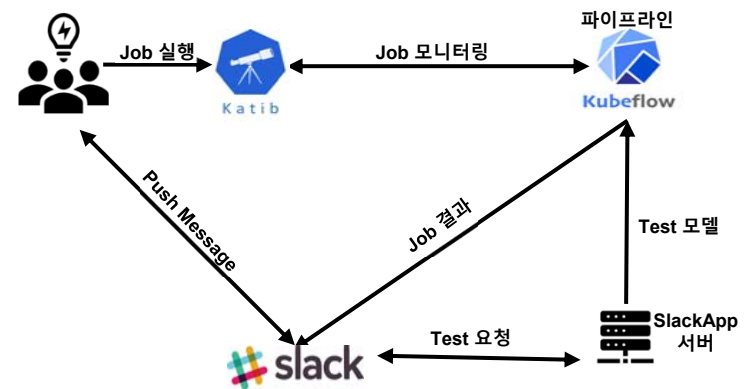 파이프라인
Job 실행
Job 모니터링
Katib
Kubeflow
Push Message
Job 결과
Test 모델
SlackApp
서버
Test 요청
slack